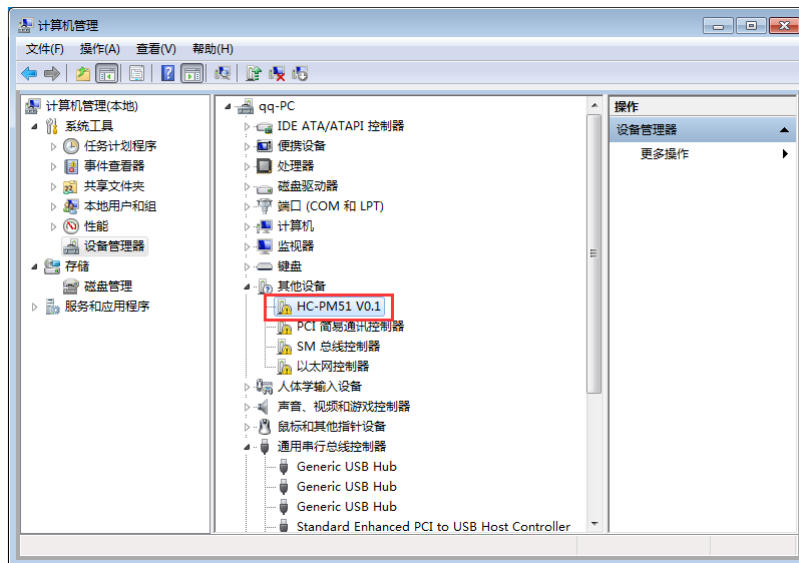 计算机管理
文件(F) 操作(A) 查看(V) 帮助(H)
计算机管理(本地)
系统工具
任务计划程序
事件查看器
共享文件夹
本地用户和组
性能
设备管理器
存储
磁盘管理
服务和应用程序
qq-PC
IDE ATA/ATAPI 控制器
便携设备
处理器
磁盘驱动器
端口 (COM 和 LPT)
计算机
监视器
键盘
其他设备
HC-PM51 V0.1
PCI 简易通讯控制器
SM 总线控制器
以太网控制器
人体学输入设备
声音、视频和游戏控制器
鼠标和其他指针设备
通用串行总线控制器
Generic USB Hub
Generic USB Hub
Generic USB Hub
Standard Enhanced PCI to USB Host Controller
操作
设备管理器
更多操作